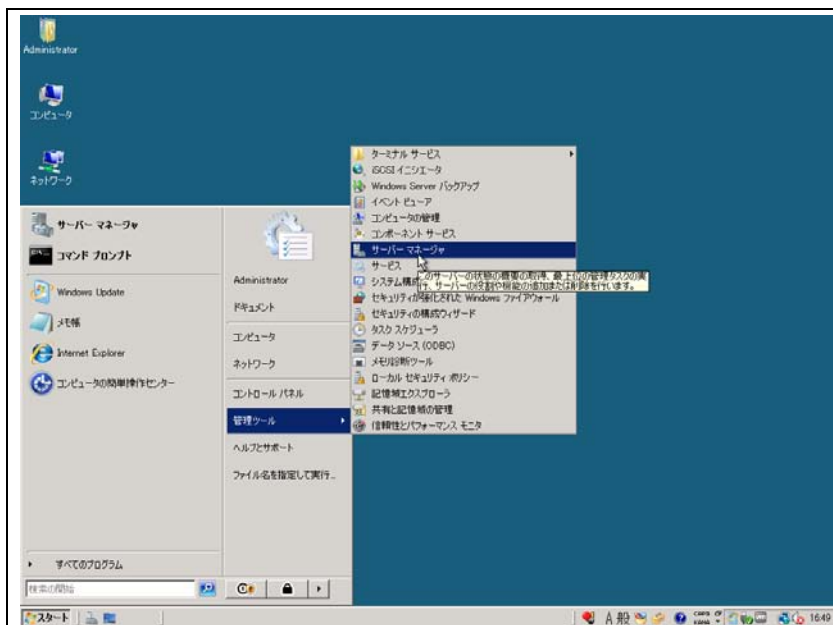 Administrator
コンピュータ
ネットワーク
サーバー マネージャ
コマンド プロンプト
Windows Update
メモ帳
Internet Explorer
コンピュータの簡単操作センター
すべてのプログラム
検索の開始
Administrator
ドキュメント
コンピュータ
ネットワーク
コントロール パネル
管理ツール
ヘルプとサポート
ファイル名を指定して実行...
ターミナル サービス
iSCSI イニシエータ
Windows Server バックアップ
イベント ビューア
コンピュータの管理
コンポーネント サービス
サーバー マネージャ
サービス
システム構成
このサーバーの状態の概要の取得、最上位の管理タスクの実
行、サーバーの役割や機能の追加または削除を行います。
セキュリティが強化された Windows ファイアウォール
セキュリティの構成ウィザード
タスク スケジューラ
データ ソース (ODBC)
メモリ診断ツール
ローカル セキュリティ ポリシー
記憶域エクスプローラ
共有と記憶域の管理
信頼性とパフォーマンス モニタ
スタート
A 般
CAPS
KANA
16:49